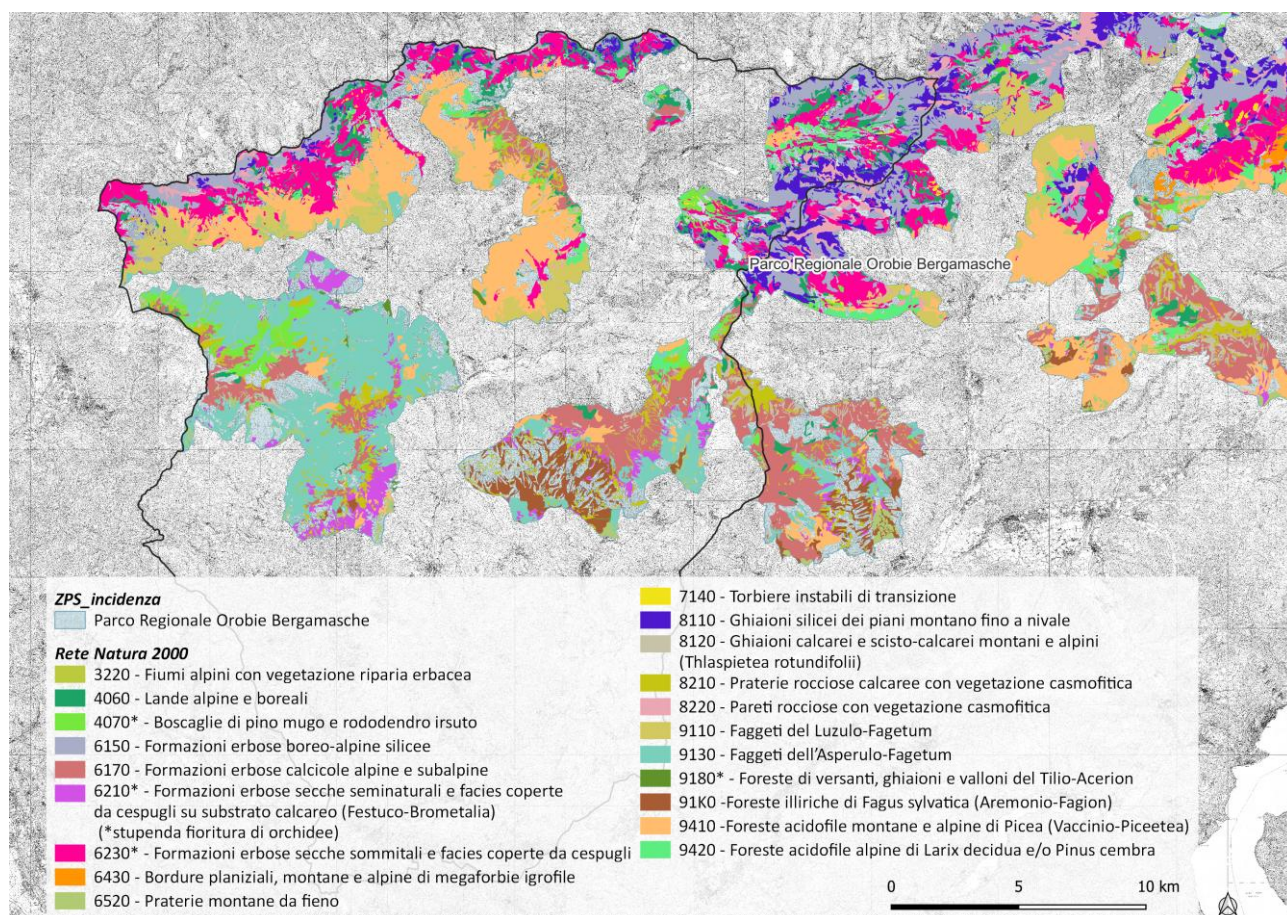 Parco Regionale Orobie Bergamasche
ZPS_incidenza
Parco Regionale Orobie Bergamasche
Rete Natura 2000
3220 - Fiumi alpini con vegetazione riparia erbacea
4060 - Lande alpine e boreali
4070* - Boscaglie di pino mugo e rododendro irsuto
6150 - Formazioni erbose boreo-alpine silicee
6170 - Formazioni erbose calcicole alpine e subalpine
6210* - Formazioni erbose secche seminaturali e facies coperte
da cespugli su substrato calcareo (Festuco-Brometalia)
(*stupenda fioritura di orchidee)
6230* - Formazioni erbose secche sommitali e facies coperte da cespugli
6430 - Bordure planiziali, montane e alpine di megaforbie igrofile
6520 - Praterie montane da fieno
7140 - Torbiere instabili di transizione
8110 - Ghiaioni silicei dei piani montano fino a nivale
8120 - Ghiaioni calcarei e scisto-calcarei montani e alpini
(Thlaspietea rotundifolii)
8210 - Praterie rocciose calcaree con vegetazione casmofitica
8220 - Pareti rocciose con vegetazione casmofitica
9110 - Faggeti del Luzulo-Fagetum
9130 - Faggeti dell'Asperulo-Fagetum
9180* - Foreste di versanti, ghiaioni e valloni del Tilio-Acerion
91K0 -Foreste illiriche di Fagus sylvatica (Aremonio-Fagion)
9410 -Foreste acidofile montane e alpine di Picea (Vaccinio-Piceetea)
9420 - Foreste acidofile alpine di Larix decidua e/o Pinus cembra
0 5 10 km